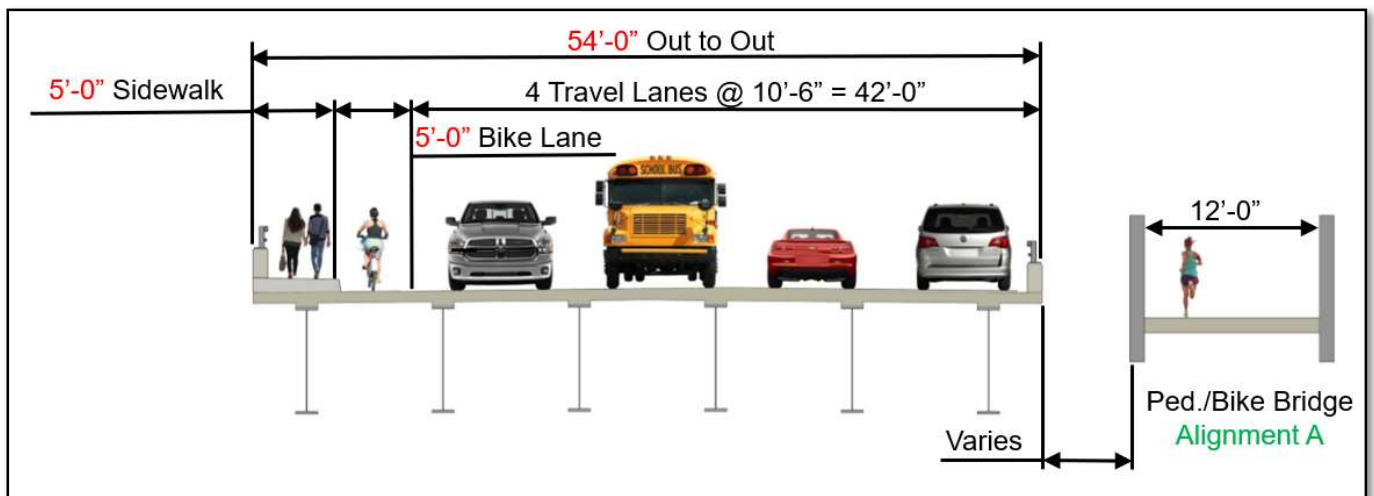 54’-0” Out to Out
5’-0” Sidewalk
4 Travel Lanes @ 10’-6” = 42’-0”
5’-0” Bike Lane
SCHOOL BUS
12’-0”
Ped./Bike Bridge
Alignment A
Varies